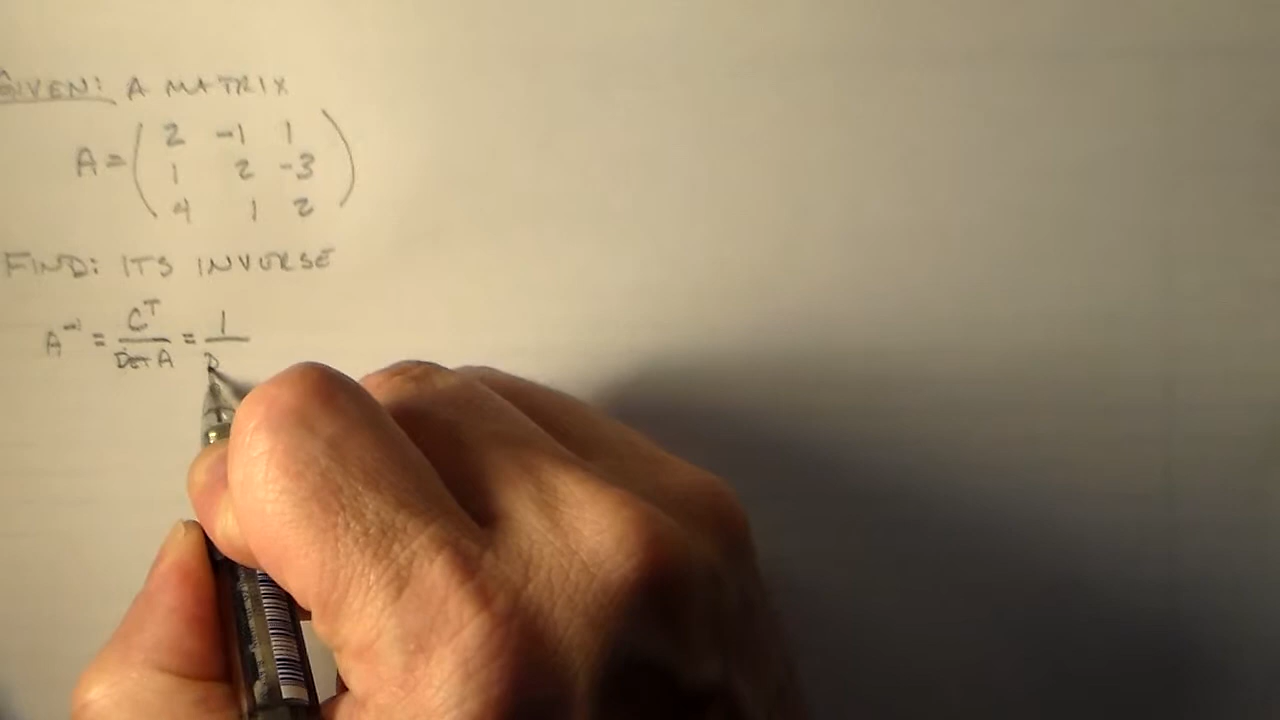 GIVEN: A MATRIX
A = ( 2 -1 1
1 2 -3
4 1 2 )
FIND: ITS INVERSE
A⁻¹ = Cᵀ / DET A = 1 / D